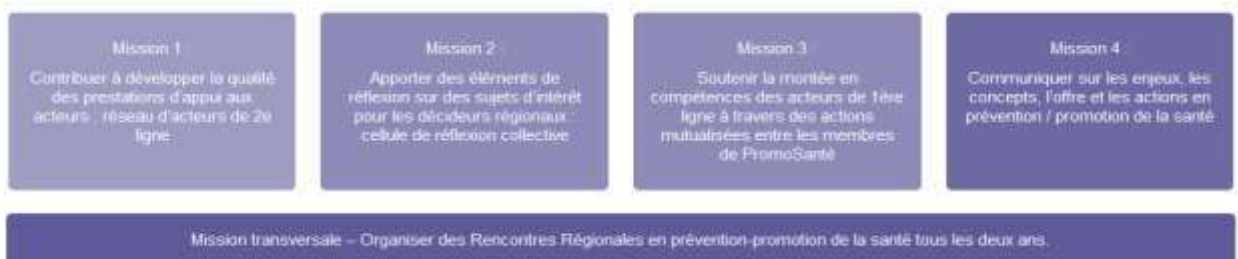 Mission 1
Contribuer à développer la qualité
des prestations d'appui aux
acteurs : réseau d'acteurs de 2e
ligne
Mission 2
Apporter des éléments de
réflexion sur des sujets d'intérêt
pour les décideurs régionaux :
cellule de réflexion collective
Mission 3
Soutenir la montée en
compétences des acteurs de 1ère
ligne à travers des actions
mutualisées entre les membres
de PromoSanté
Mission 4
Communiquer sur les enjeux, les
concepts, l'offre et les actions en
prévention / promotion de la santé
Mission transversale – Organiser des Rencontres Régionales en prévention-promotion de la santé tous les deux ans.